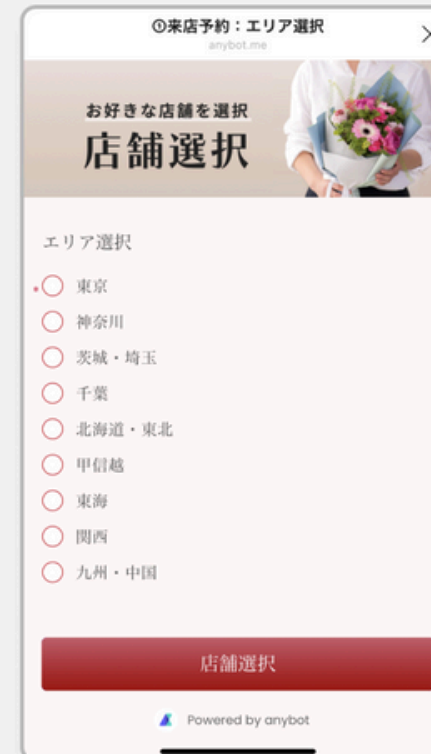 ①来店予約：エリア選択
anybot.me
お好きな店舗を選択
店舗選択
エリア選択
東京
神奈川
茨城・埼玉
千葉
北海道・東北
甲信越
東海
関西
九州・中国
店舗選択
Powered by anybot